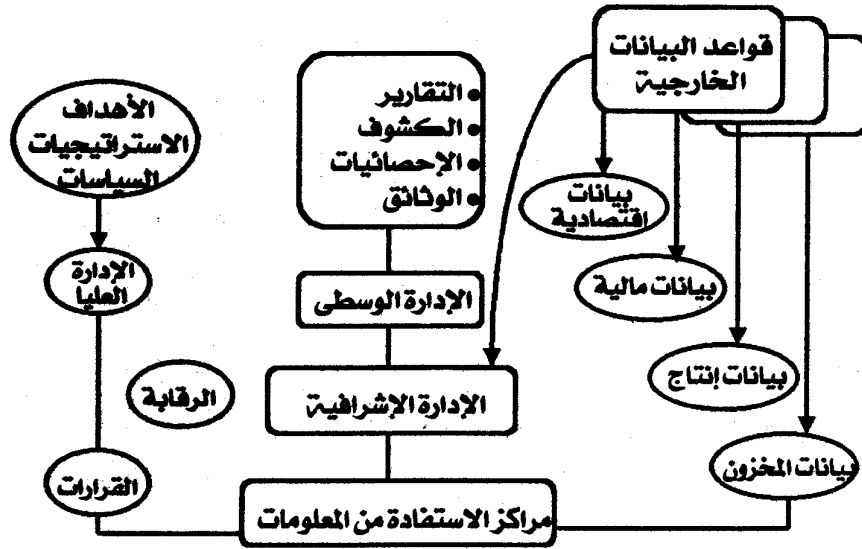 قواعد البيانات
الخارجية
بيانات
اقتصادية
بيانات مالية
بيانات إنتاج
بيانات المخزون
• التقارير
• الكشوف
• الإحصائيات
• الوثائق
الإدارة الوسطى
الإدارة الإشرافية
مراكز الاستفادة من المعلومات
الأهداف
الاستراتيجيات
السياسات
الإدارة
العليا
الرقابة
القرارات